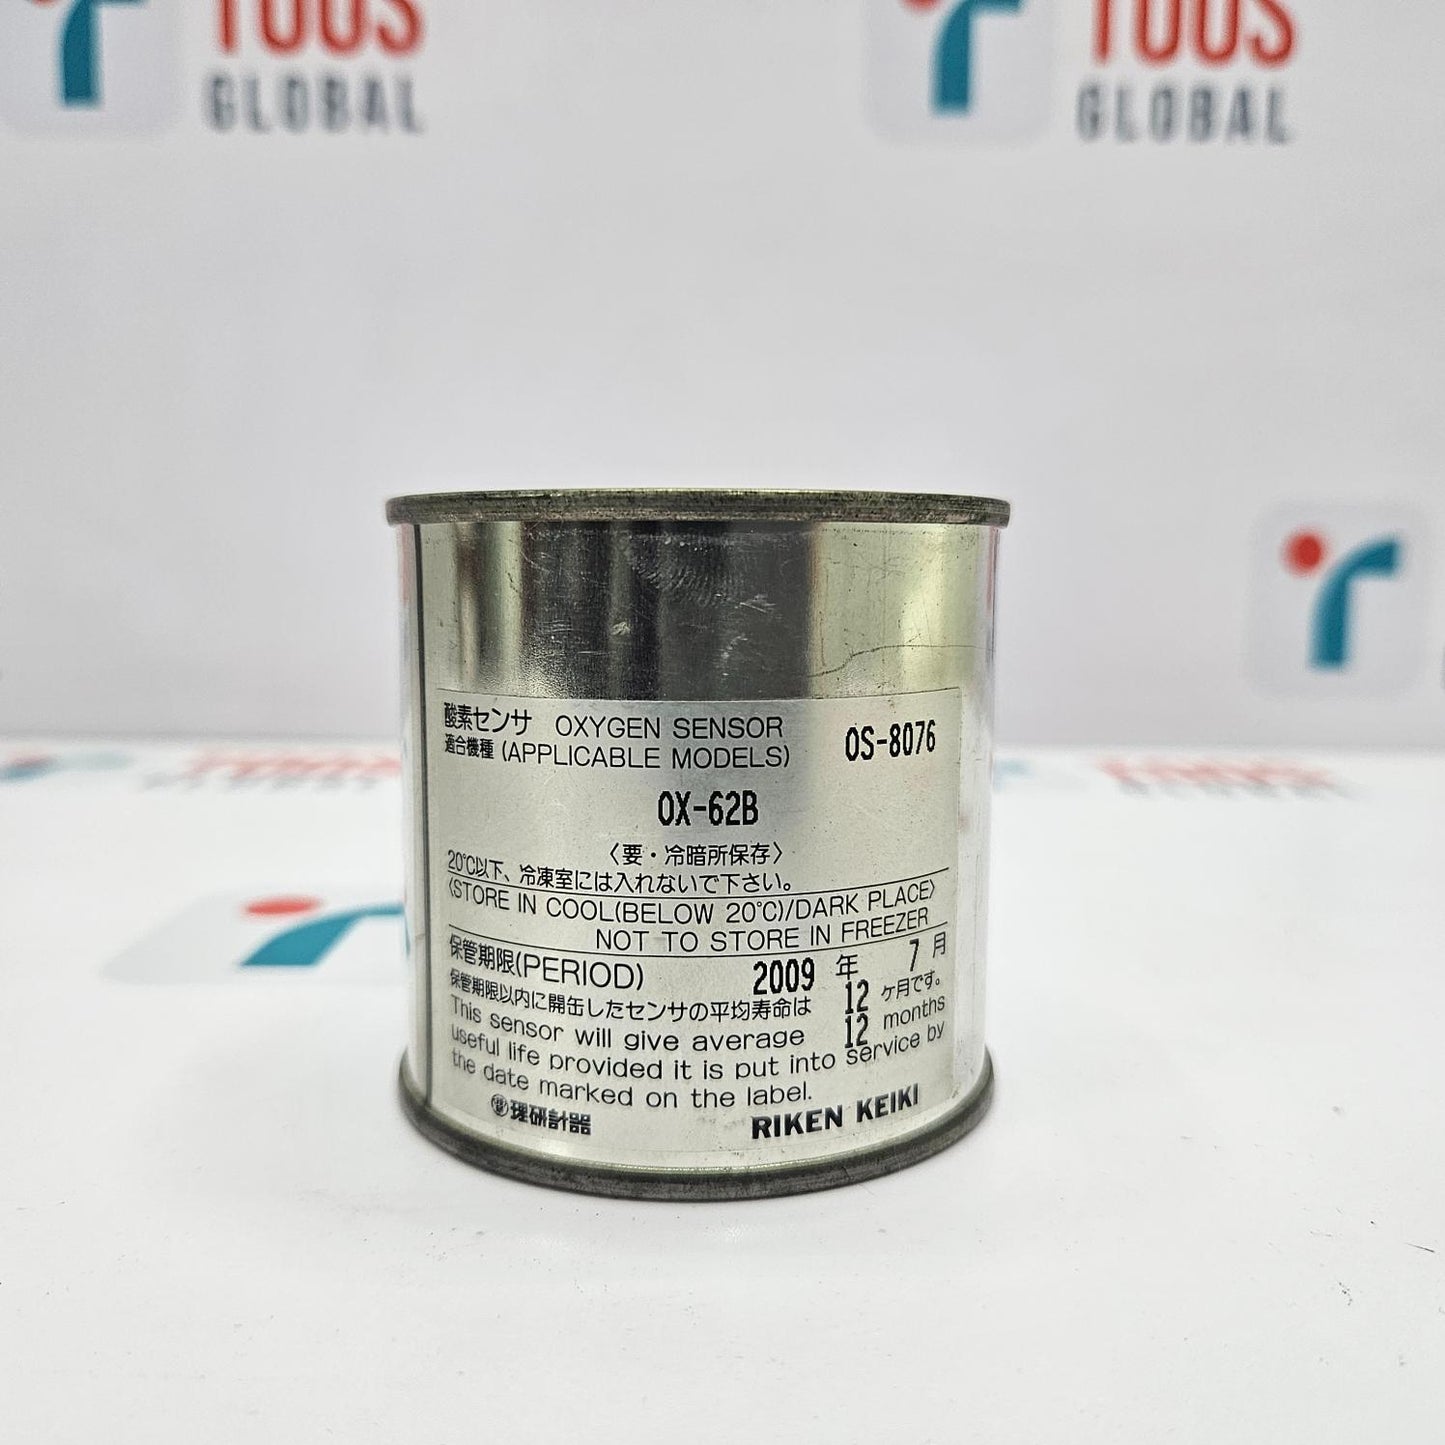 YUUS
GLOBAL
YUUS
GLOBAL
酸素センサ OXYGEN SENSOR
適合機種 (APPLICABLE MODELS)
OS-8076
OX-62B
〈要・冷暗所保存〉
20℃以下、冷凍室には入れないで下さい。
〈STORE IN COOL(BELOW 20℃)/DARK PLACE〉
NOT TO STORE IN FREEZER
保管期限(PERIOD) 2009 年 7 月
保管期限以内に開缶したセンサの平均寿命は 12 ケ月です。
This sensor will give average 12 months
useful life provided it is put into service by
the date marked on the label.
理研計器 RIKEN KEIKI